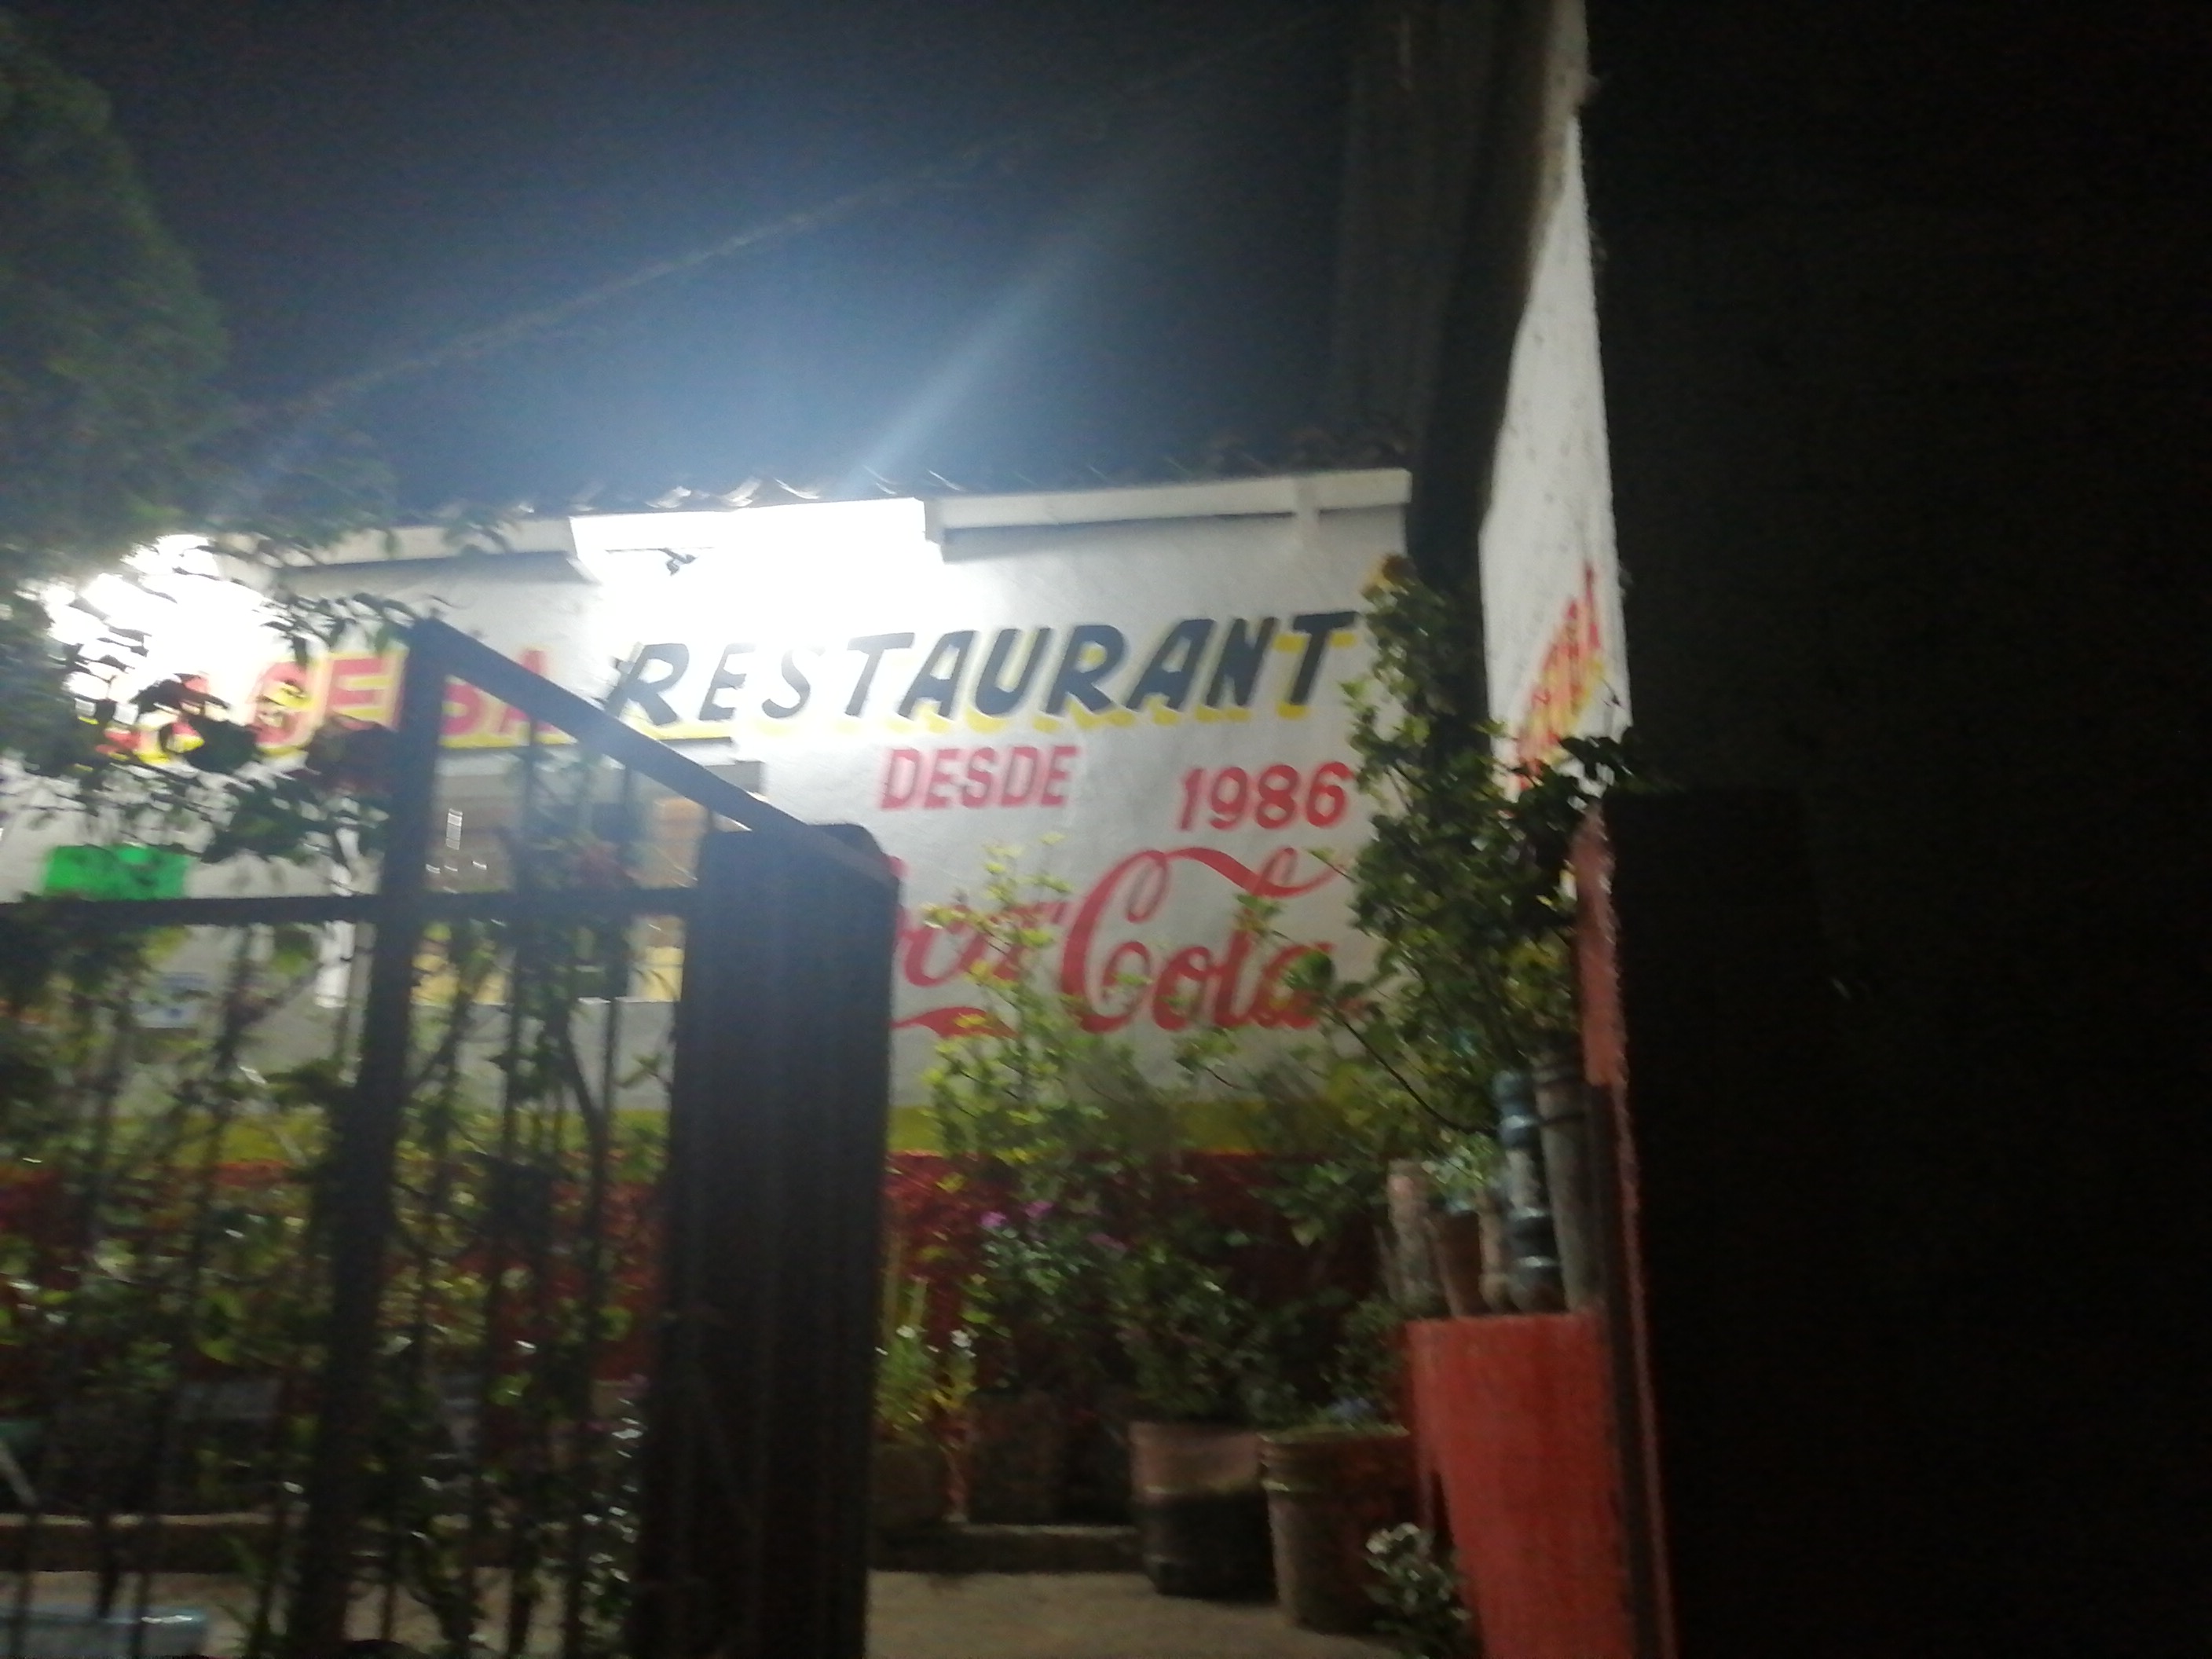 RESTAURANT
DESDE 1986
Coca-Cola